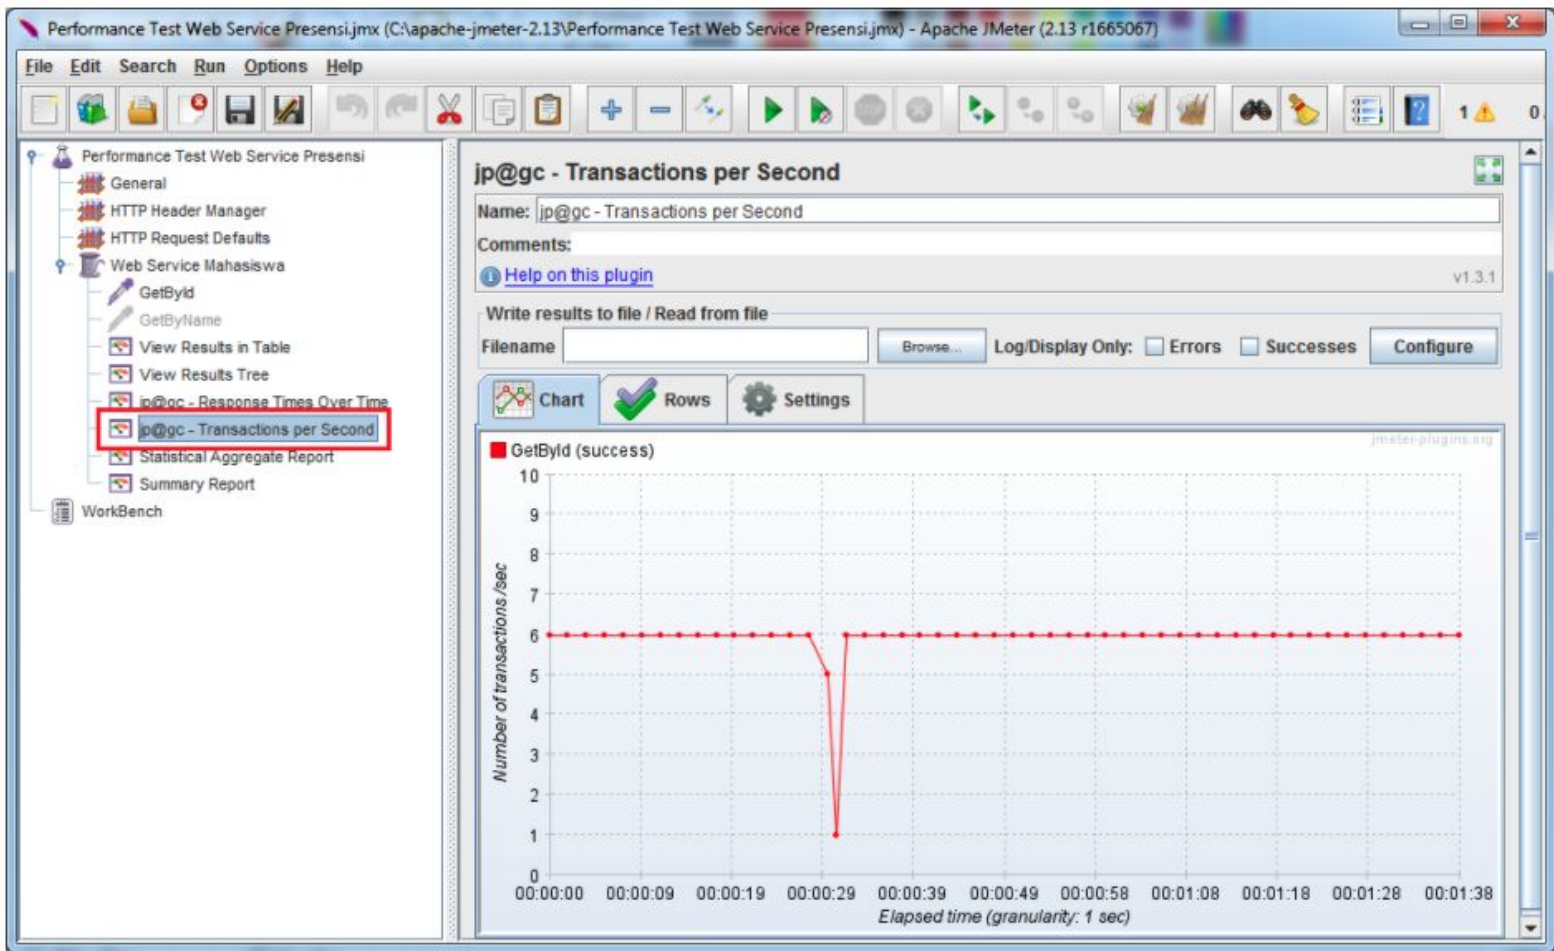 Performance Test Web Service Presensi.jmx (C:\apache-jmeter-2.13\Performance Test Web Service Presensi.jmx) - Apache JMeter (2.13 r1665067)
File Edit Search Run Options Help
1 0
Performance Test Web Service Presensi
General
HTTP Header Manager
HTTP Request Defaults
Web Service Mahasiswa
GetById
GetByName
View Results in Table
View Results Tree
jp@gc - Response Times Over Time
jp@gc - Transactions per Second
Statistical Aggregate Report
Summary Report
WorkBench
jp@gc - Transactions per Second
Name: jp@gc - Transactions per Second
Comments:
Help on this plugin v1.3.1
Write results to file / Read from file
Filename Browse... Log/Display Only: Errors Successes Configure
Chart Rows Settings
jmeter-plugins.org
GetById (success)
10
9
8
7
6
5
4
3
2
1
0
Number of transactions /sec
00:00:00 00:00:09 00:00:19 00:00:29 00:00:39 00:00:49 00:00:58 00:01:08 00:01:18 00:01:28 00:01:38
Elapsed time (granularity: 1 sec)